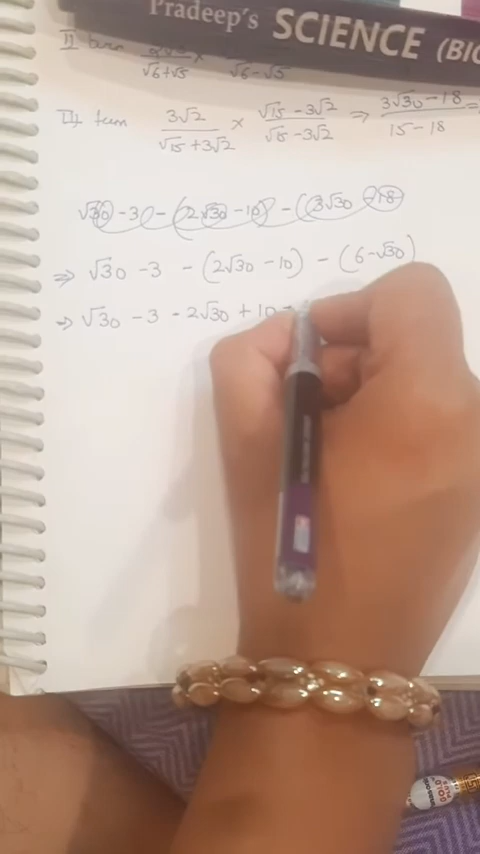 Pradeep's SCIENCE (BIO
II term √6+√5 × √6-√5
III term 3√2/√15+3√2 × √15-3√2/√15-3√2 ⇒ 3√30-18/15-18 =
√30 -30 - (2√30 -10) - (3√30 -18
⇒ √30 -3 - (2√30 -10) - (6-√30)
⇒ √30 -3 -2√30 +10 -